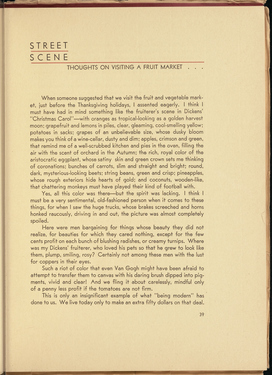 STREET
SCENE
THOUGHTS ON VISITING A FRUIT MARKET . . .
When someone suggested that we visit the fruit and vegetable mark-
et, just before the Thanksgiving holidays, I assented eagerly. I think I
must have had in mind something like the fruiterer's scene in Dickens'
"Christmas Carol"—with oranges as tropical-looking as a golden harvest
moon; grapefruit and lemons in piles, clear, gleaming, cool-smelling yellow;
potatoes in sacks; grapes of an unbelievable size, whose dusky bloom
makes you think of a wine-cellar, dusty and dim; apples, crimson and green,
that remind me of a well-scrubbed kitchen and pies in the oven, filling the
air with the scent of orchard in the Autumn; the rich, royal color of the
aristocratic eggplant, whose satiny skin and green crown sets me thinking
of coronations; bunches of carrots, slim and straight and bright; round,
dark, mysterious-looking beets; string beans, green and crisp; pineapples,
whose rough exteriors hide hearts of gold; and coconuts, wooden-like,
that chattering monkeys must have played their kind of football with.
Yes, all this color was there—but the spirit was lacking. I think I
must be a very sentimental, old-fashioned person when it comes to these
things, for when I saw the huge trucks, whose brakes screeched and horns
honked raucously, driving in and out, the picture was almost completely
spoiled.
Here were men bargaining for things whose beauty they did not
realize, for beauties for which they cared nothing, except for the few
cents profit on each bunch of blushing radishes, or creamy turnips. Where
was my Dickens' fruiterer, who loved his pets so that he grew to look like
them, plump, smiling, rosy? Certainly not among these men with the lust
for coppers in their eyes.
Such a riot of color that even Van Gogh might have been afraid to
attempt to transfer them to canvas with his daring brush dipped into pig-
ments, vivid and clear! And we fling it about carelessly, mindful only
of a penny less profit if the tomatoes are not firm.
This is only an insignificant example of what "being modern" has
done to us. We live today only to make an extra fifty dollars on that deal.
39